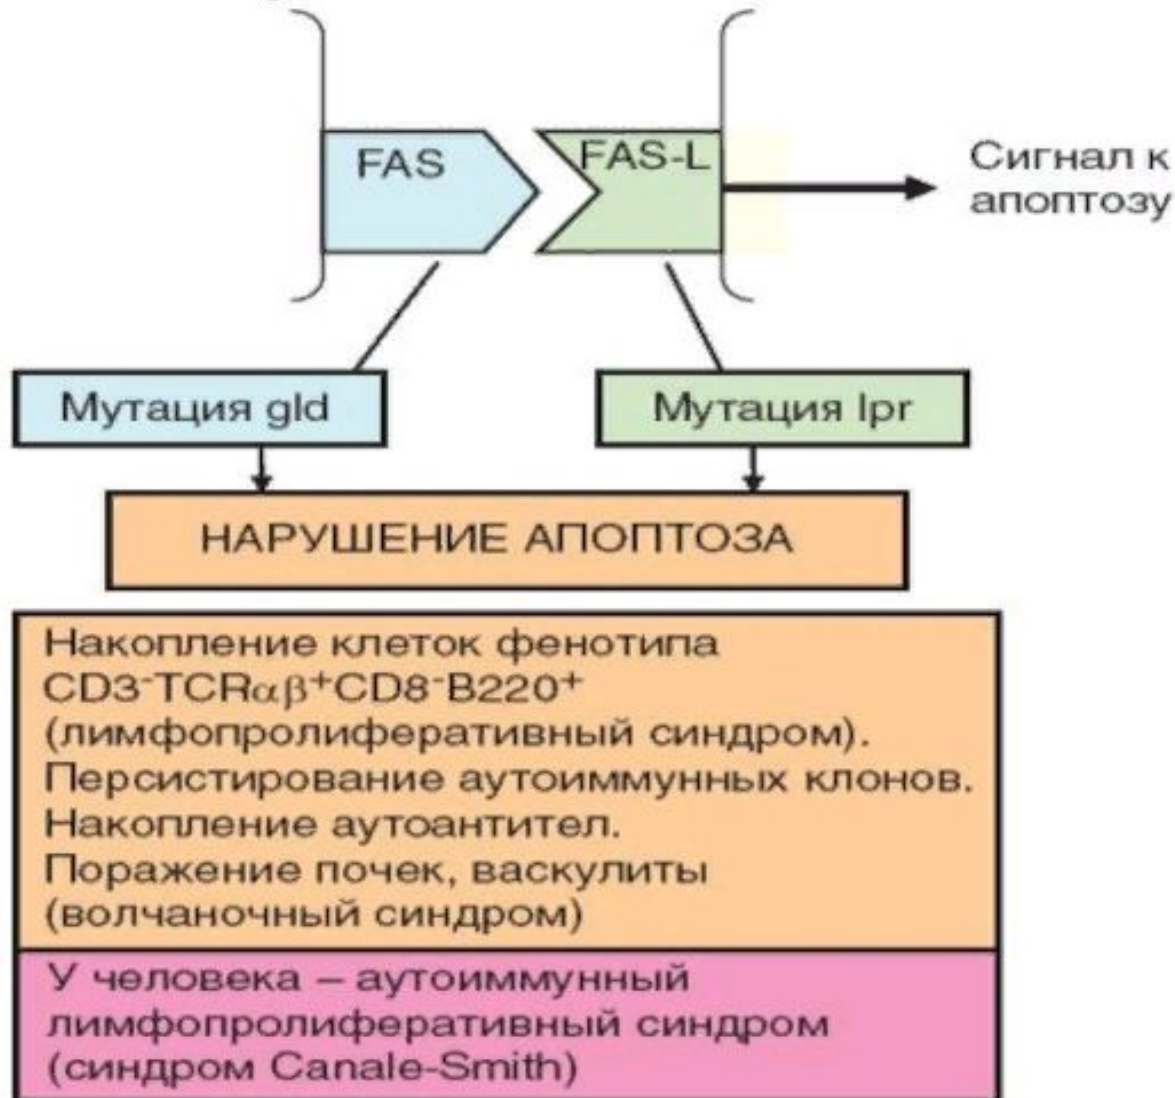 FAS
FAS-L
Сигнал к
апоптозу
Мутация gld
Мутация lpr
НАРУШЕНИЕ АПОПТОЗА
Накопление клеток фенотипа
CD3⁻TCRαβ⁺CD8⁻B220⁺
(лимфопролиферативный синдром).
Персистирование аутоиммунных клонов.
Накопление аутоантител.
Поражение почек, васкулиты
(волчаночный синдром)
У человека – аутоиммунный
лимфопролиферативный синдром
(синдром Canale-Smith)